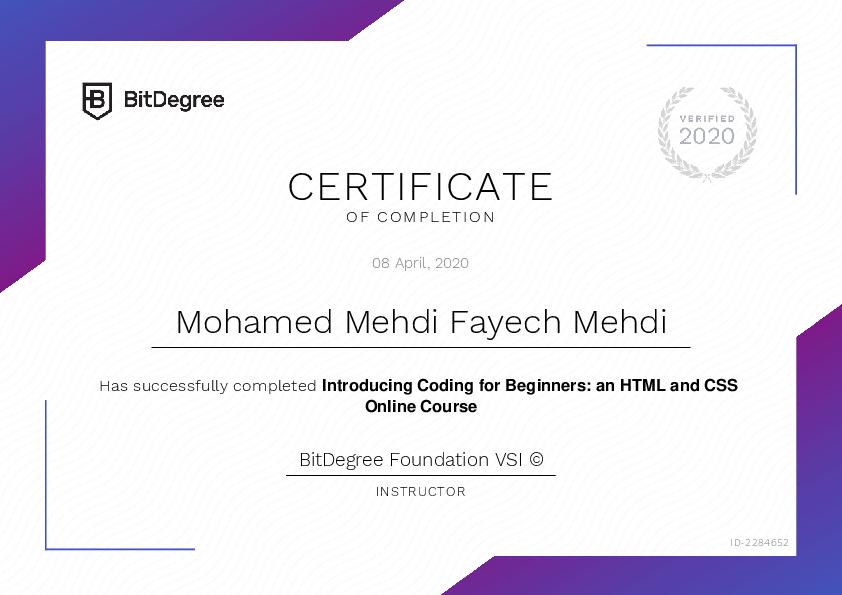 BitDegree
VERIFIED
2020
CERTIFICATE
OF COMPLETION
08 April, 2020
Mohamed Mehdi Fayech Mehdi
Has successfully completed Introducing Coding for Beginners: an HTML and CSS
Online Course
BitDegree Foundation VSI ©
INSTRUCTOR
ID-2284652